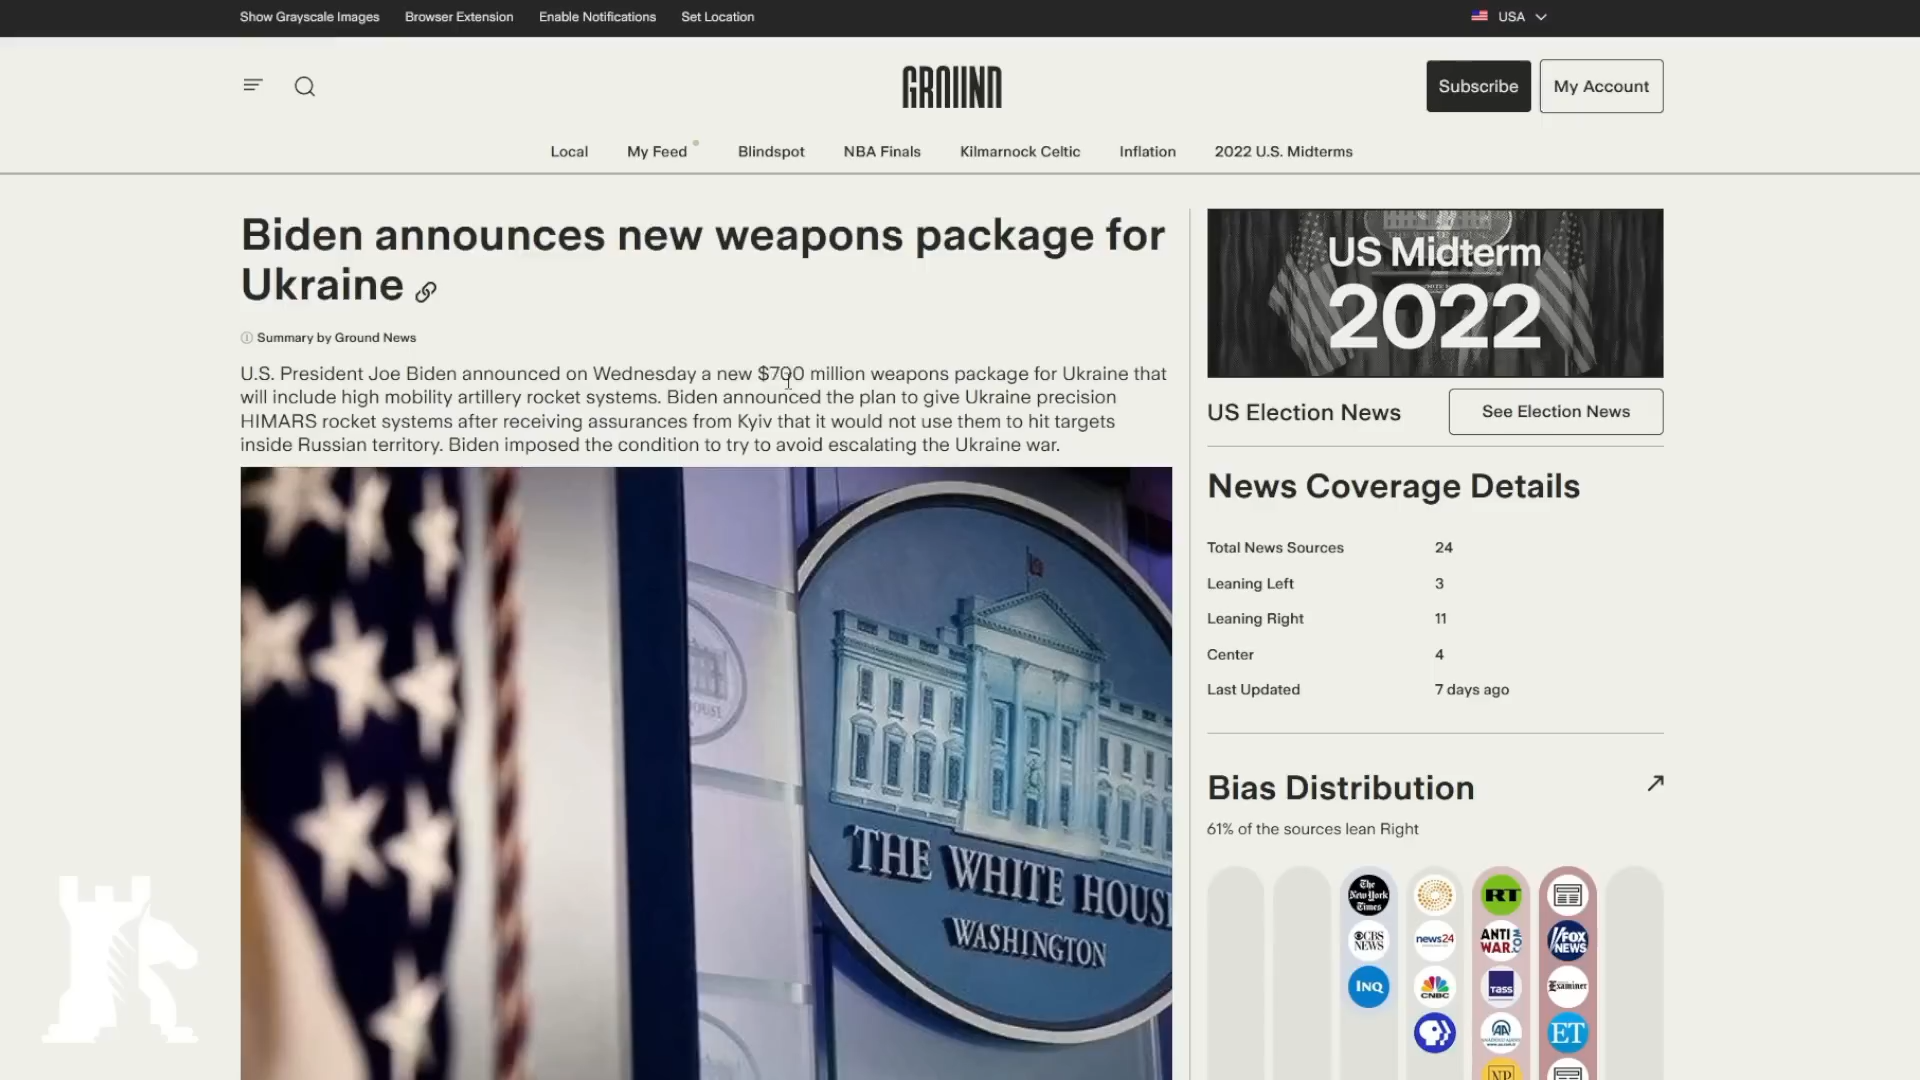 Show Grayscale Images Browser Extension Enable Notifications Set Location USA
GROUND
Subscribe My Account
Local My Feed Blindspot NBA Finals Kilmarnock Celtic Inflation 2022 U.S. Midterms
Biden announces new weapons package for
Ukraine
Summary by Ground News
U.S. President Joe Biden announced on Wednesday a new $700 million weapons package for Ukraine that
will include high mobility artillery rocket systems. Biden announced the plan to give Ukraine precision
HIMARS rocket systems after receiving assurances from Kyiv that it would not use them to hit targets
inside Russian territory. Biden imposed the condition to try to avoid escalating the Ukraine war.
THE WHITE HOUS
WASHINGTON
US Midterm
2022
US Election News See Election News
News Coverage Details
Total News Sources 24
Leaning Left 3
Leaning Right 11
Center 4
Last Updated 7 days ago
Bias Distribution
61% of the sources lean Right
The New York Times RT
CBS NEWS news24 ANTIWAR.COM FOX NEWS
INQ CNBC TASS Examiner
AA ET
NP